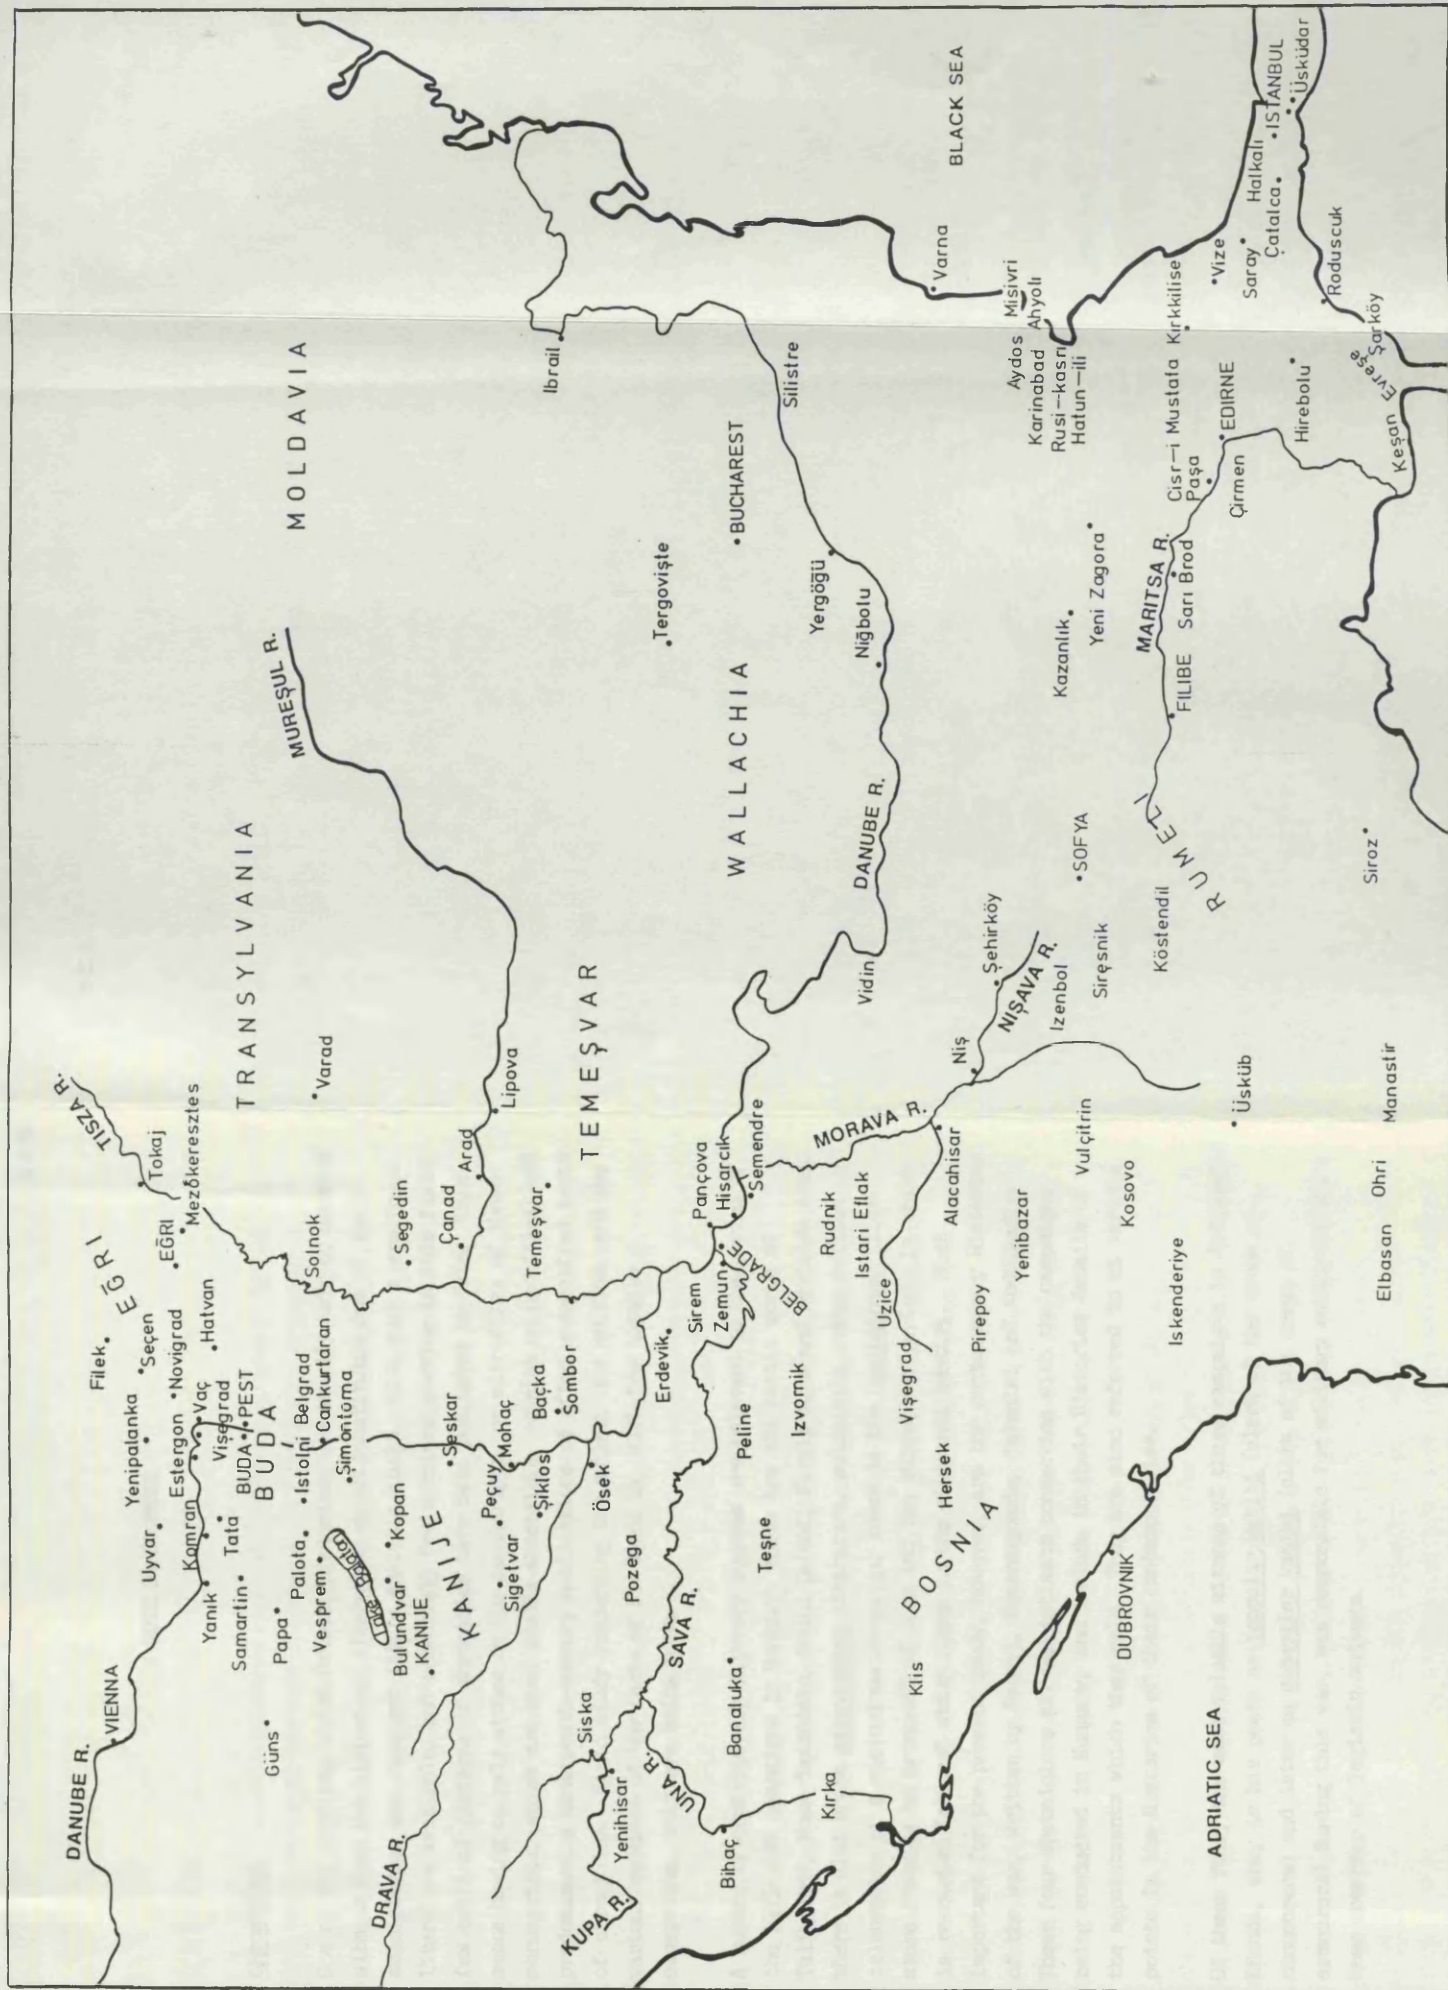 DANUBE R.
VIENNA
Güns
DRAVA R.
KUPA R.
Yenihisar
Siska
UNA R.
Bihaç
Kırka
Banaluka
SAVA R.
Klis
BOSNIA
Hersek
DUBROVNIK
ADRIATIC SEA
Uyvar
Yenipalanka
Filek
EĞRI
Seçen
Novigrad
Estergon
Vaç
Hatvan
Komran
Yanık
Tata
Vişegrad
BUDA
PEST
BUDA
Samartin
Papa
Palota
Istolni Belgrad
Cankurtaran
Vesprem
Şimontorna
Lake Balaton
Bulundvar
Kopan
KANIJE
KANIJE
Seskar
Sigetvar
Peçuy
Mohaç
Şiklos
Baçka
Sombor
Ösek
Pozega
Erdevik
Teşne
Peline
Izvornik
Sirem
Zemun
BELGRADE
TISZA R.
Tokaj
EĞRI
Mezőkeresztes
Solnok
Segedin
Çanad
Arad
Lipova
Varad
Temeşvar
TEMEŞVAR
TRANSYLVANIA
MUREŞUL R.
MOLDAVIA
WALLACHIA
Tergovişte
BUCHAREST
Ibrail
Silistre
Yergöğü
Niğbolu
DANUBE R.
Vidin
Pançova
Hisarcık
Semendre
MORAVA R.
Rudnik
Istari Eflak
Uzice
Vişegrad
Alacahisar
Niş
Şehirköy
NIŞAVA R.
Izenbol
Pirepoy
Yenibazar
Vulçitrin
Kosovo
Iskenderiye
Üsküb
Elbasan
Ohri
Manastir
Sireşnik
Köstendil
SOFYA
RUMELI
Siroz
Kazanlık
Yeni Zagora
FILIBE
Sarı Brod
MARITSA R.
Cisr-i Mustafa
Paşa
Çirmen
EDIRNE
Kırkkilise
Aydos
Misivri
Karinabad
Ahyolı
Rusi-kasrı
Hatun-ili
Varna
BLACK SEA
Vize
Saray
Halkalı
Çatalca
ISTANBUL
Üsküdar
Roduscuk
Hirebolu
Evreşe
Şarköy
Keşan